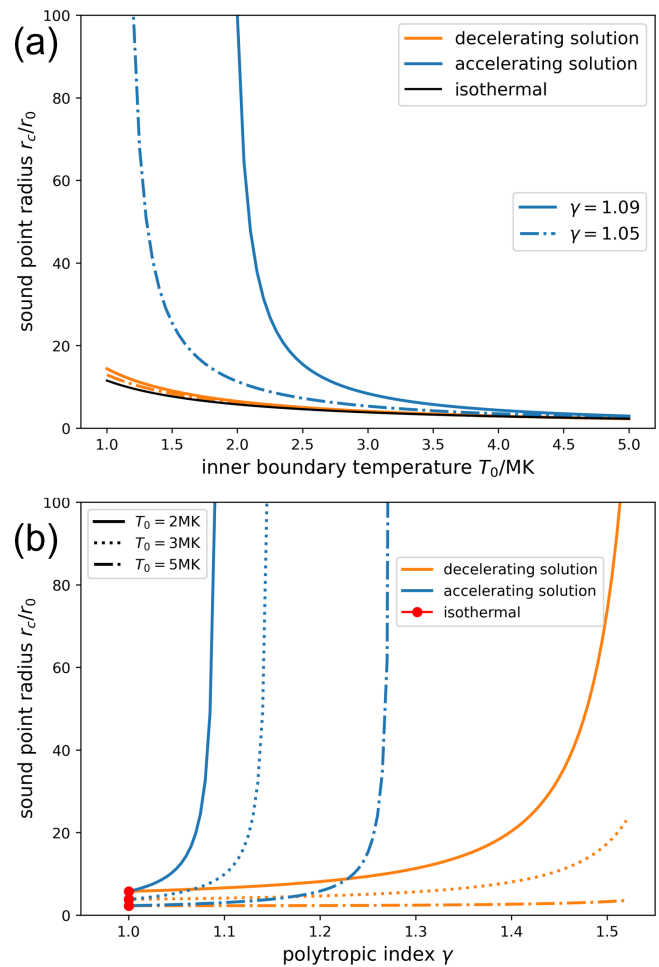 (a)
100
80
60
40
20
0
sound point radius r_c/r_0
decelerating solution
accelerating solution
isothermal
γ = 1.09
γ = 1.05
1.0 1.5 2.0 2.5 3.0 3.5 4.0 4.5 5.0
inner boundary temperature T_0/MK
(b)
100
80
60
40
20
0
sound point radius r_c/r_0
T_0 = 2MK
T_0 = 3MK
T_0 = 5MK
decelerating solution
accelerating solution
isothermal
1.0 1.1 1.2 1.3 1.4 1.5
polytropic index γ